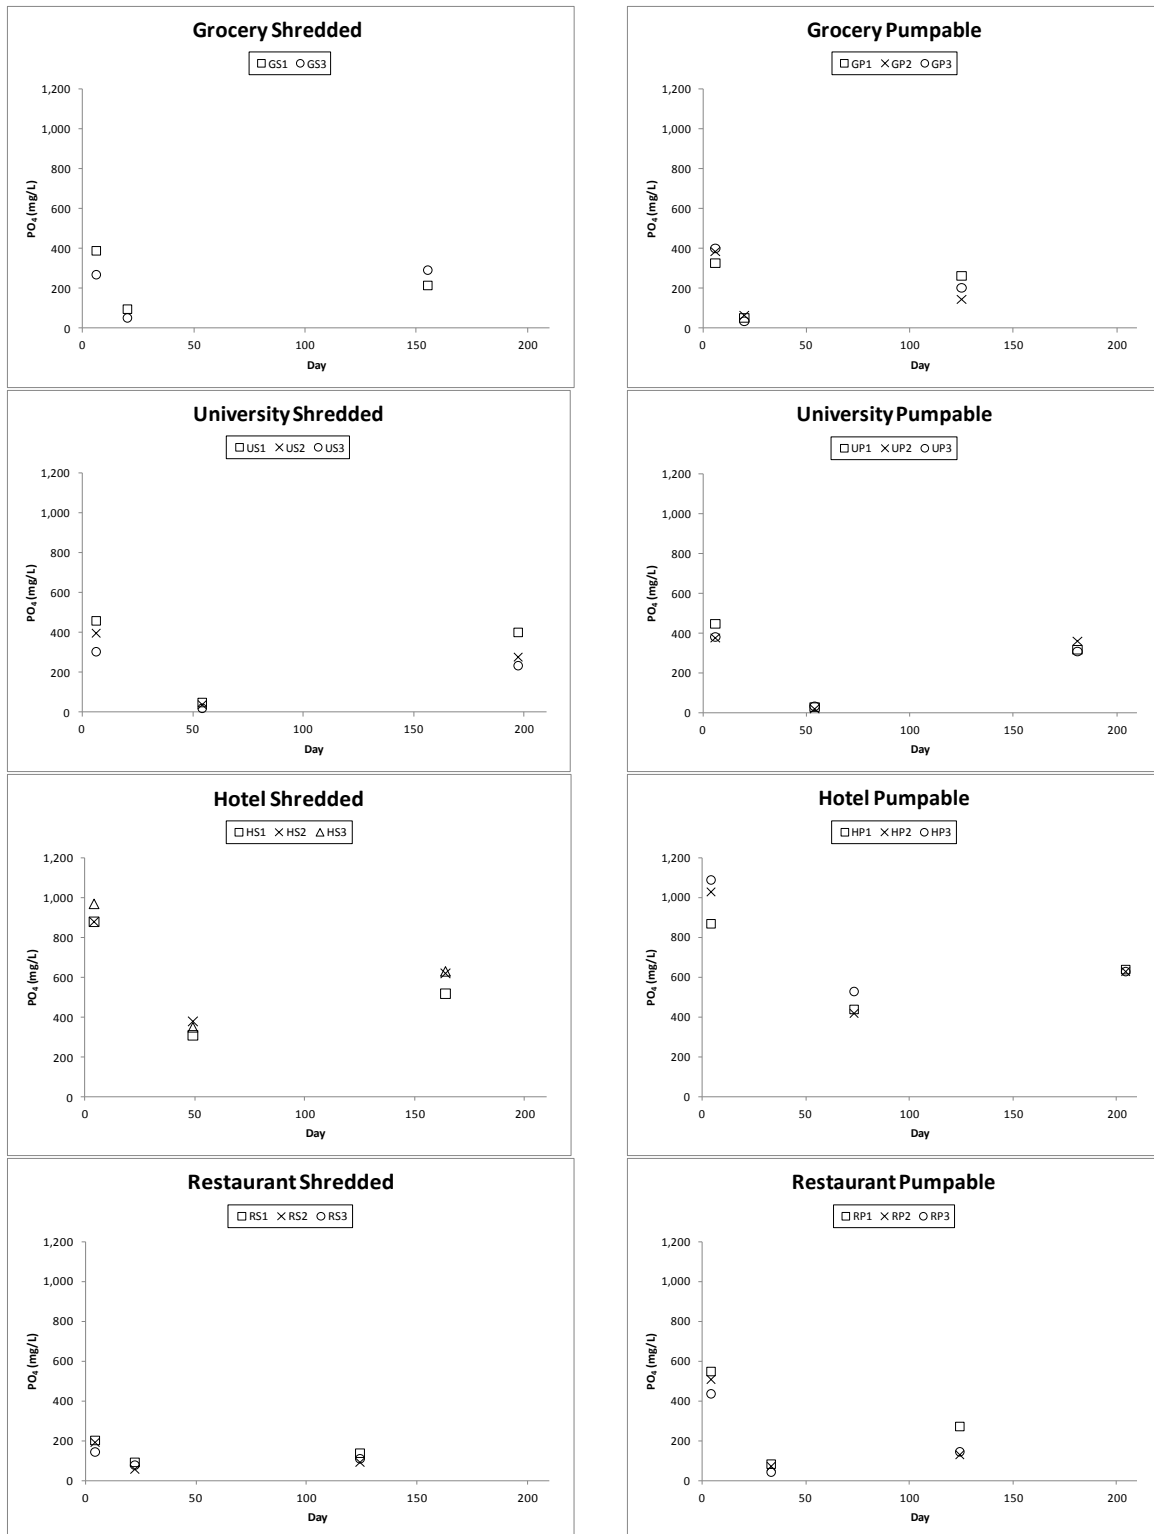 Grocery Shredded
GS1 GS3
1,200
1,000
800
600
400
200
0
PO₄ (mg/L)
0 50 100 150 200
Day
Grocery Pumpable
GP1 GP2 GP3
1,200
1,000
800
600
400
200
0
PO₄ (mg/L)
0 50 100 150 200
Day
University Shredded
US1 US2 US3
1,200
1,000
800
600
400
200
0
PO₄ (mg/L)
0 50 100 150 200
Day
University Pumpable
UP1 UP2 UP3
1,200
1,000
800
600
400
200
0
PO₄ (mg/L)
0 50 100 150 200
Day
Hotel Shredded
HS1 HS2 HS3
1,200
1,000
800
600
400
200
0
PO₄ (mg/L)
0 50 100 150 200
Day
Hotel Pumpable
HP1 HP2 HP3
1,200
1,000
800
600
400
200
0
PO₄ (mg/L)
0 50 100 150 200
Day
Restaurant Shredded
RS1 RS2 RS3
1,200
1,000
800
600
400
200
0
PO₄ (mg/L)
0 50 100 150 200
Day
Restaurant Pumpable
RP1 RP2 RP3
1,200
1,000
800
600
400
200
0
PO₄ (mg/L)
0 50 100 150 200
Day